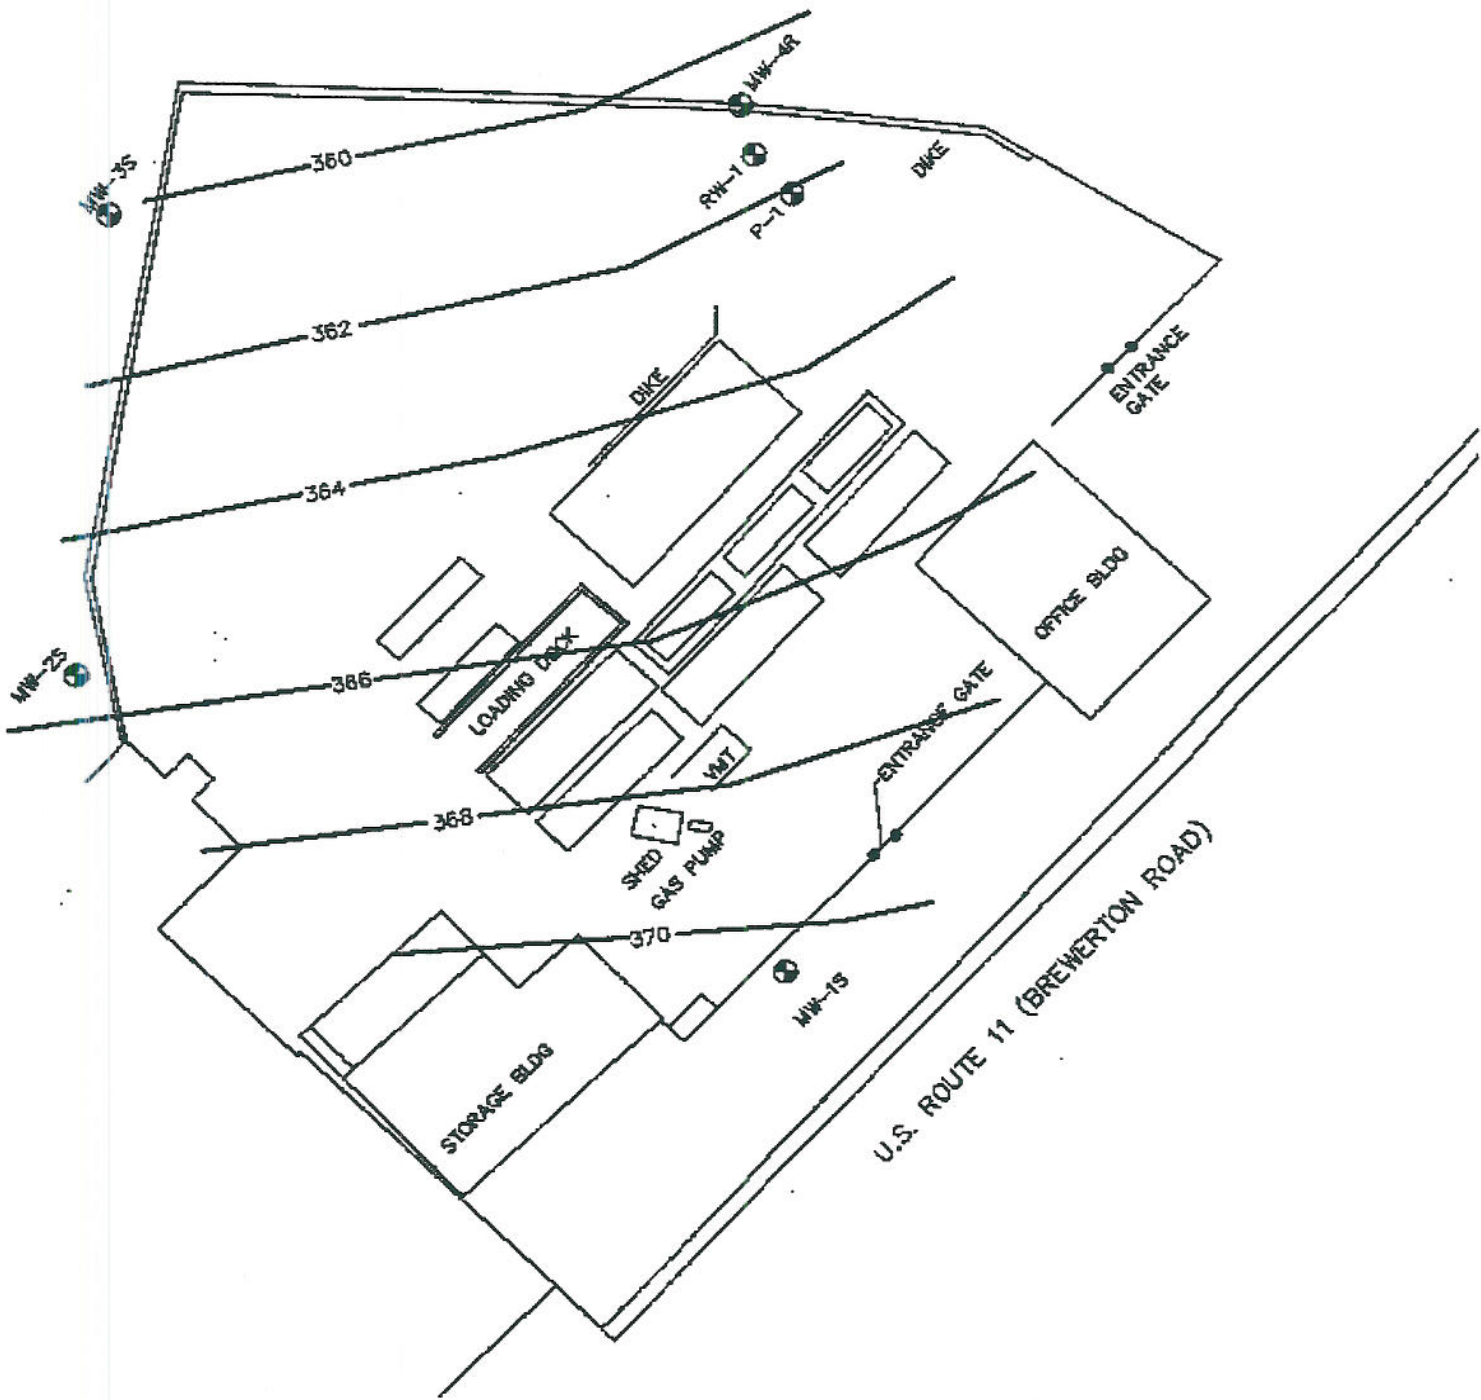 MW-4R
360
MW-3S
RW-1
P-1
DIKE
362
DIKE
ENTRANCE
GATE
364
OFFICE BLDG
LOADING DOCK
MW-2S
366
ENTRANCE GATE
VMT
368
SHED
GAS PUMP
370
MW-1S
U.S. ROUTE 11 (BREWERTON ROAD)
STORAGE BLDG